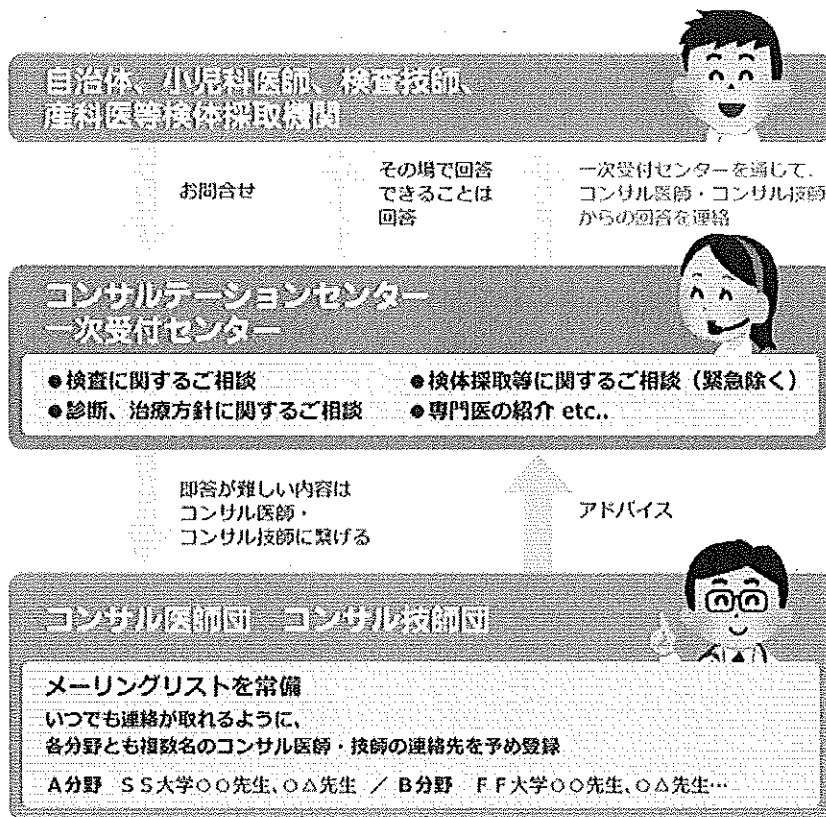 自治体、小児科医師、検査技師、
産科医等検体採取機関
お問合せ
その場で回答
できることは
回答
一次受付センターを通じて、
コンサル医師・コンサル技師
からの回答を連絡
コンサルテーションセンター
一次受付センター
●検査に関するご相談
●検体採取等に関するご相談（緊急除く）
●診断、治療方針に関するご相談
●専門医の紹介 etc..
即答が難しい内容は
コンサル医師・
コンサル技師に繋げる
アドバイス
コンサル医師団　コンサル技師団
メーリングリストを常備
いつでも連絡が取れるように、
各分野とも複数名のコンサル医師・技師の連絡先を予め登録
A分野　ＳＳ大学○○先生、○△先生 ／ B分野　ＦＦ大学○○先生、○△先生…